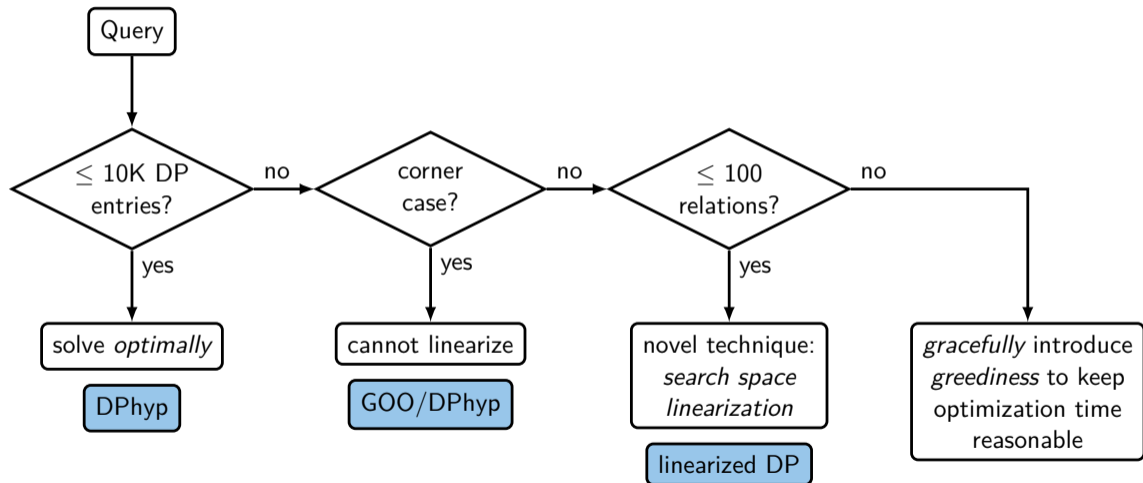 Query
≤ 10K DP
entries?
no
corner
case?
no
≤ 100
relations?
no
yes
yes
yes
solve optimally
cannot linearize
novel technique:
search space
linearization
gracefully introduce
greediness to keep
optimization time
reasonable
DPhyp
GOO/DPhyp
linearized DP